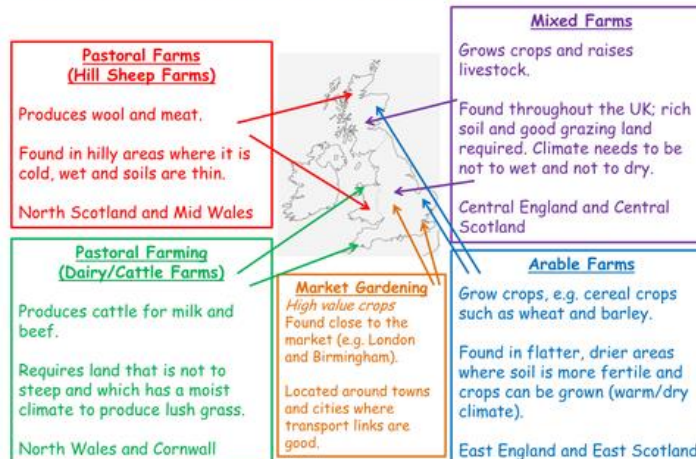 Pastoral Farms
(Hill Sheep Farms)
Produces wool and meat.
Found in hilly areas where it is
cold, wet and soils are thin.
North Scotland and Mid Wales
Mixed Farms
Grows crops and raises
livestock.
Found throughout the UK; rich
soil and good grazing land
required. Climate needs to be
not to wet and not to dry.
Central England and Central
Scotland
Pastoral Farming
(Dairy/Cattle Farms)
Produces cattle for milk and
beef.
Requires land that is not to
steep and which has a moist
climate to produce lush grass.
North Wales and Cornwall
Market Gardening
High value crops
Found close to the
market (e.g. London
and Birmingham).
Located around towns
and cities where
transport links are
good.
Arable Farms
Grow crops, e.g. cereal crops
such as wheat and barley.
Found in flatter, drier areas
where soil is more fertile and
crops can be grown (warm/dry
climate).
East England and East Scotland